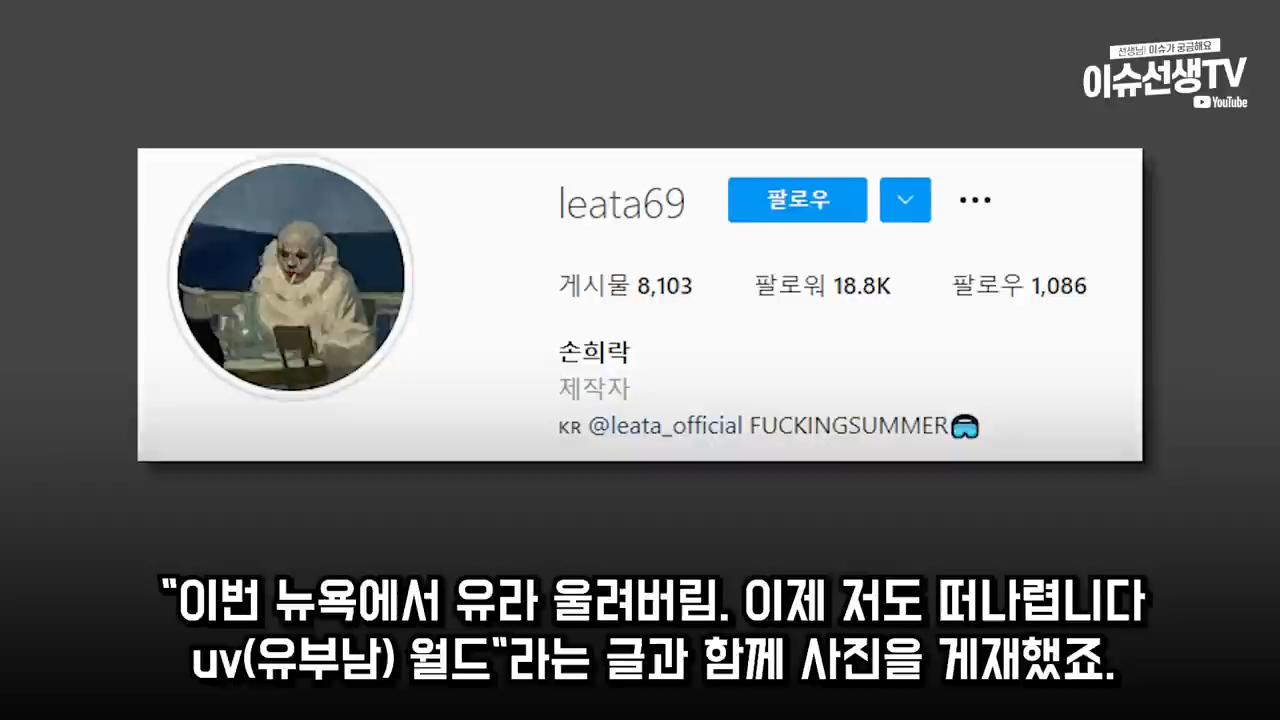 선생님! 이슈가 궁금해요
이슈선생TV
YouTube
leata69 팔로우
게시물 8,103 팔로워 18.8K 팔로우 1,086
손희락
제작자
KR @leata_official FUCKINGSUMMER
"이번 뉴욕에서 유라 울려버림. 이제 저도 떠나렵니다
uv(유부남) 월드"라는 글과 함께 사진을 게재했죠.